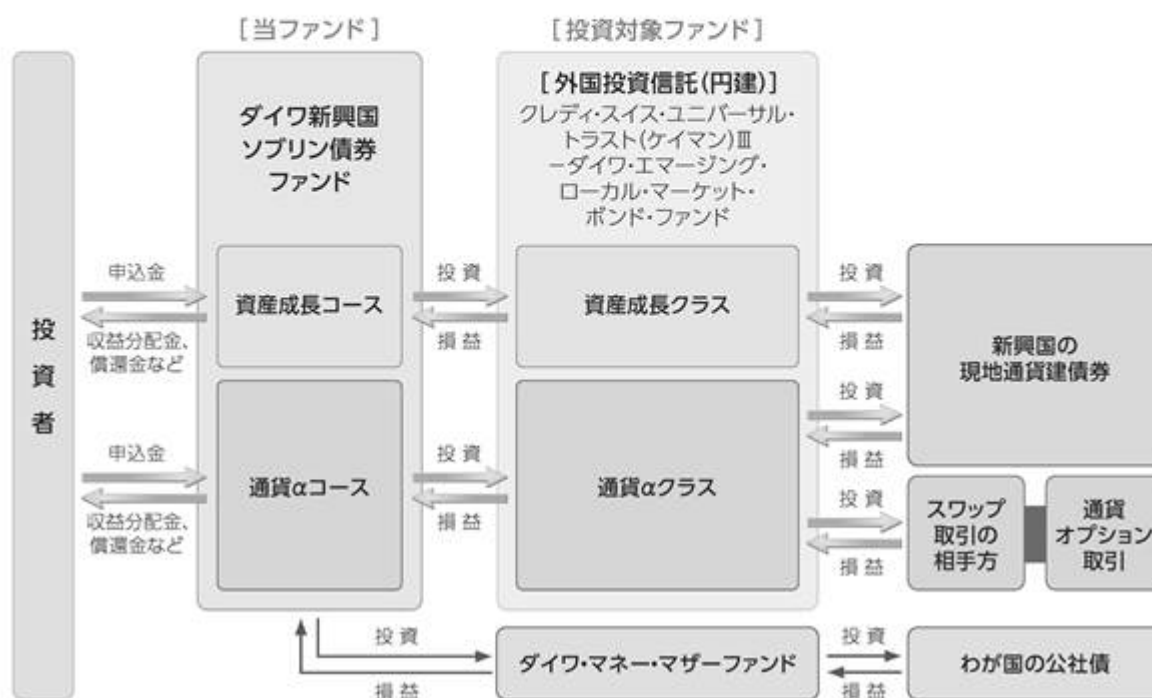 [当ファンド]
[投資対象ファンド]
投資者
ダイワ新興国
ソブリン債券
ファンド
[外国投資信託(円建)]
クレディ・スイス・ユニバーサル・
トラスト(ケイマン)Ⅲ
-ダイワ・エマージング・
ローカル・マーケット・
ボンド・ファンド
申込金
収益分配金、
償還金など
資産成長コース
投資
損益
資産成長クラス
投資
損益
新興国の
現地通貨建債券
申込金
収益分配金、
償還金など
通貨αコース
投資
損益
通貨αクラス
投資
損益
投資
損益
スワップ
取引の
相手方
通貨
オプション
取引
投資
損益
ダイワ・マネー・マザーファンド
投資
損益
わが国の公社債